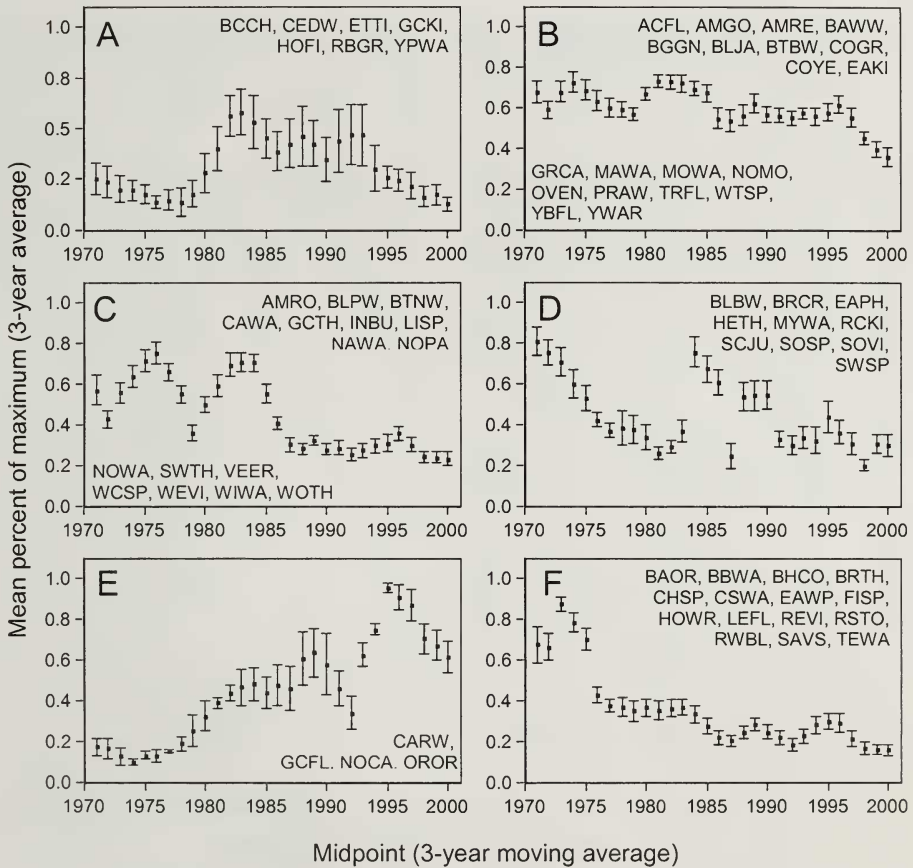 A
BCCH, CEDW, ETTI, GCKI,
HOFI, RBGR, YPWA
1.0
0.8
0.5
0.2
0.0
1970 1975 1980 1985 1990 1995 2000
B
ACFL, AMGO, AMRE, BAWW,
BGGN, BLJA, BTBW, COGR,
COYE, EAKI
GRCA, MAWA, MOWA, NOMO,
OVEN, PRAW, TRFL, WTSP,
YBFL, YWAR
1.0
0.8
0.6
0.4
0.2
0.0
1970 1975 1980 1985 1990 1995 2000
C
AMRO, BLPW, BTNW,
CAWA, GCTH, INBU, LISP,
NAWA. NOPA
NOWA, SWTH, VEER,
WCSP, WEVI, WIWA, WOTH
1.0
0.8
0.6
0.4
0.2
0.0
1970 1975 1980 1985 1990 1995 2000
D
BLBW, BRCR, EAPH,
HETH, MYWA, RCKI,
SCJU, SOSP, SOVI,
SWSP
1.0
0.8
0.6
0.4
0.2
0.0
1970 1975 1980 1985 1990 1995 2000
E
CARW,
GCFL. NOCA. OROR
1.0
0.8
0.6
0.4
0.2
0.0
1970 1975 1980 1985 1990 1995 2000
F
BAOR, BBWA, BHCO, BRTH,
CHSP, CSWA, EAWP, FISP,
HOWR, LEFL, REVI, RSTO,
RWBL, SAVS, TEWA
1.0
0.8
0.6
0.4
0.2
0.0
1970 1975 1980 1985 1990 1995 2000
Mean percent of maximum (3-year average)
Midpoint (3-year moving average)